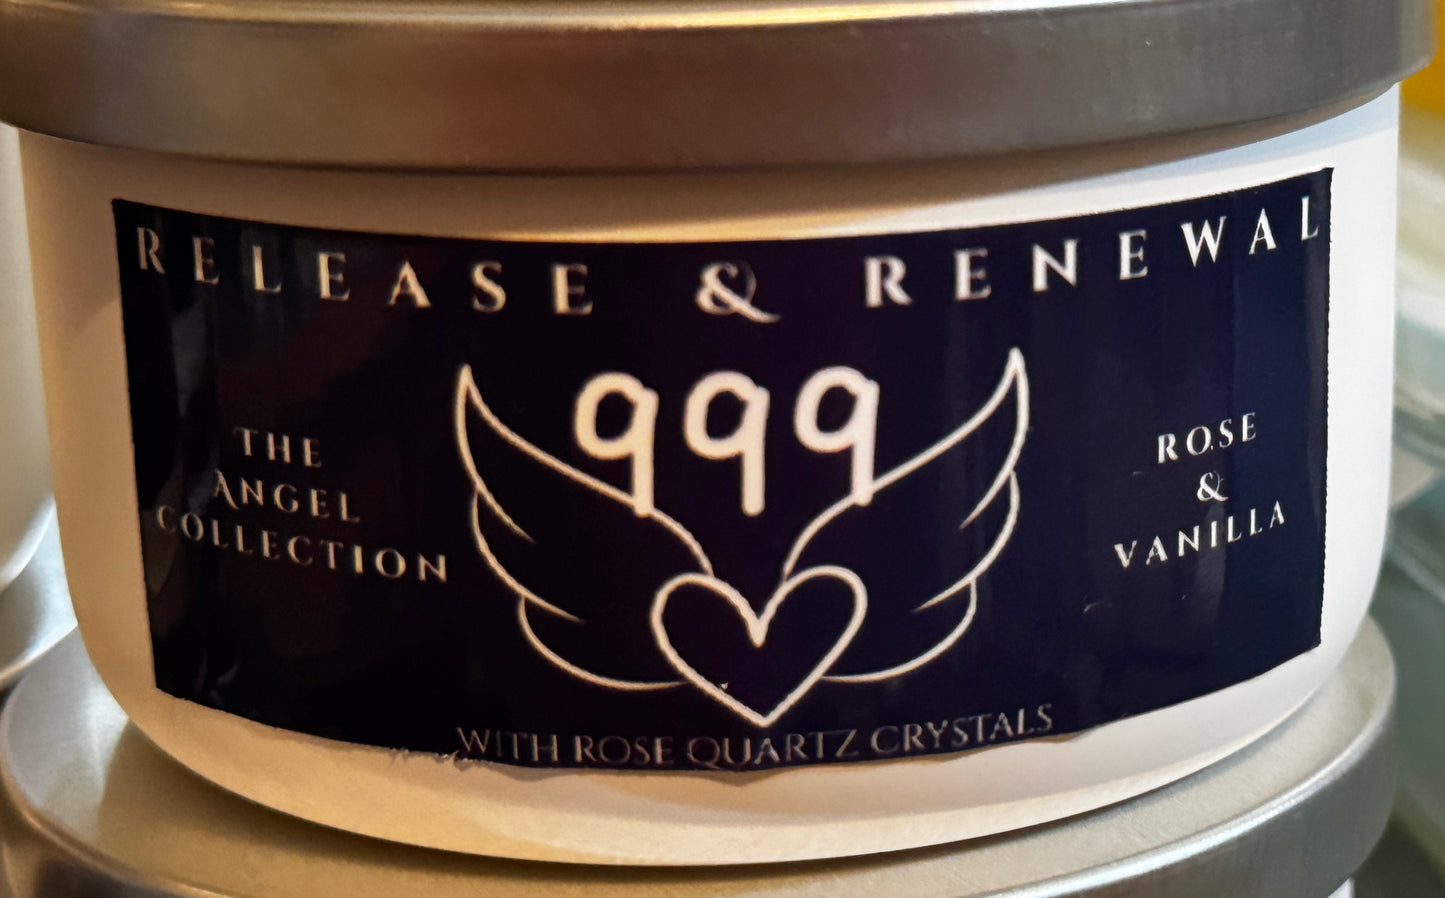 RELEASE & RENEWAL
999
THE
ANGEL
COLLECTION
ROSE
&
VANILLA
WITH ROSE QUARTZ CRYSTALS